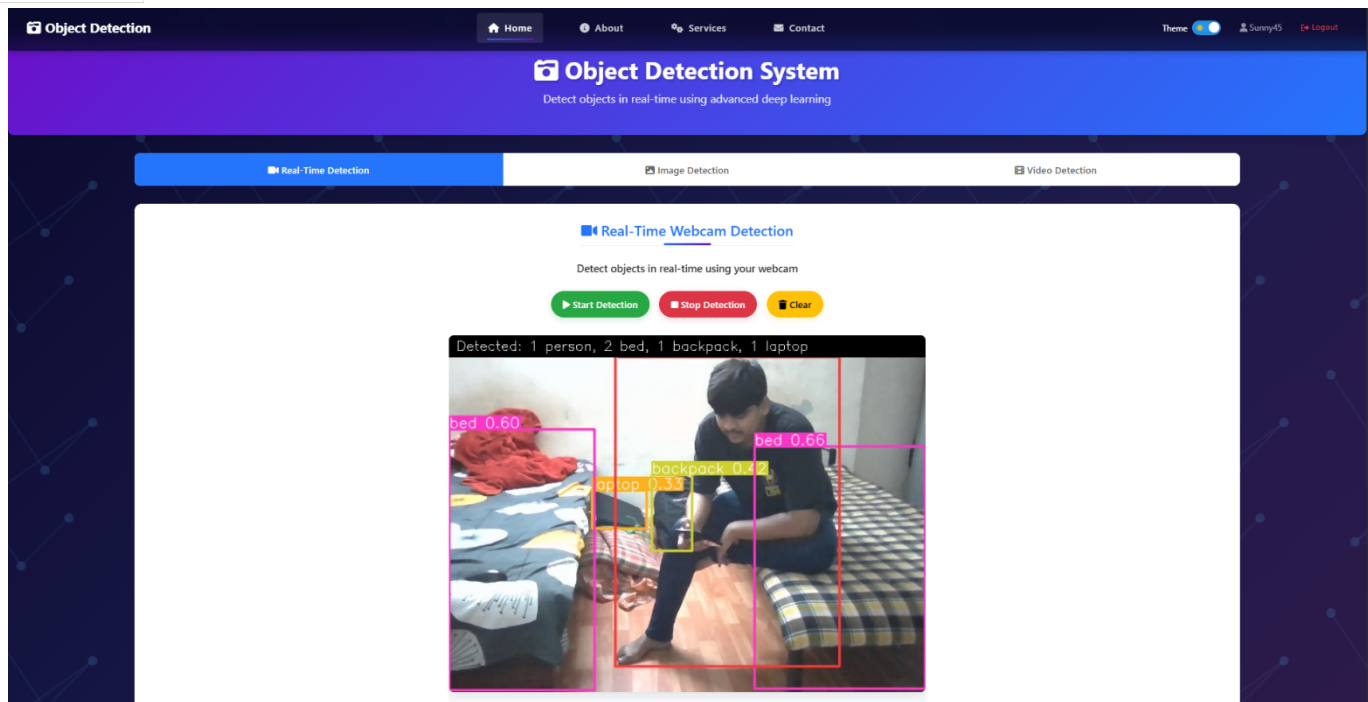 Object Detection
Home About Services Contact
Theme Sunny45 Logout
Object Detection System
Detect objects in real-time using advanced deep learning
Real-Time Detection Image Detection Video Detection
Real-Time Webcam Detection
Detect objects in real-time using your webcam
Start Detection Stop Detection Clear
Detected: 1 person, 2 bed, 1 backpack, 1 laptop
bed 0.60
bed 0.66
backpack 0.42
aptop 0.33